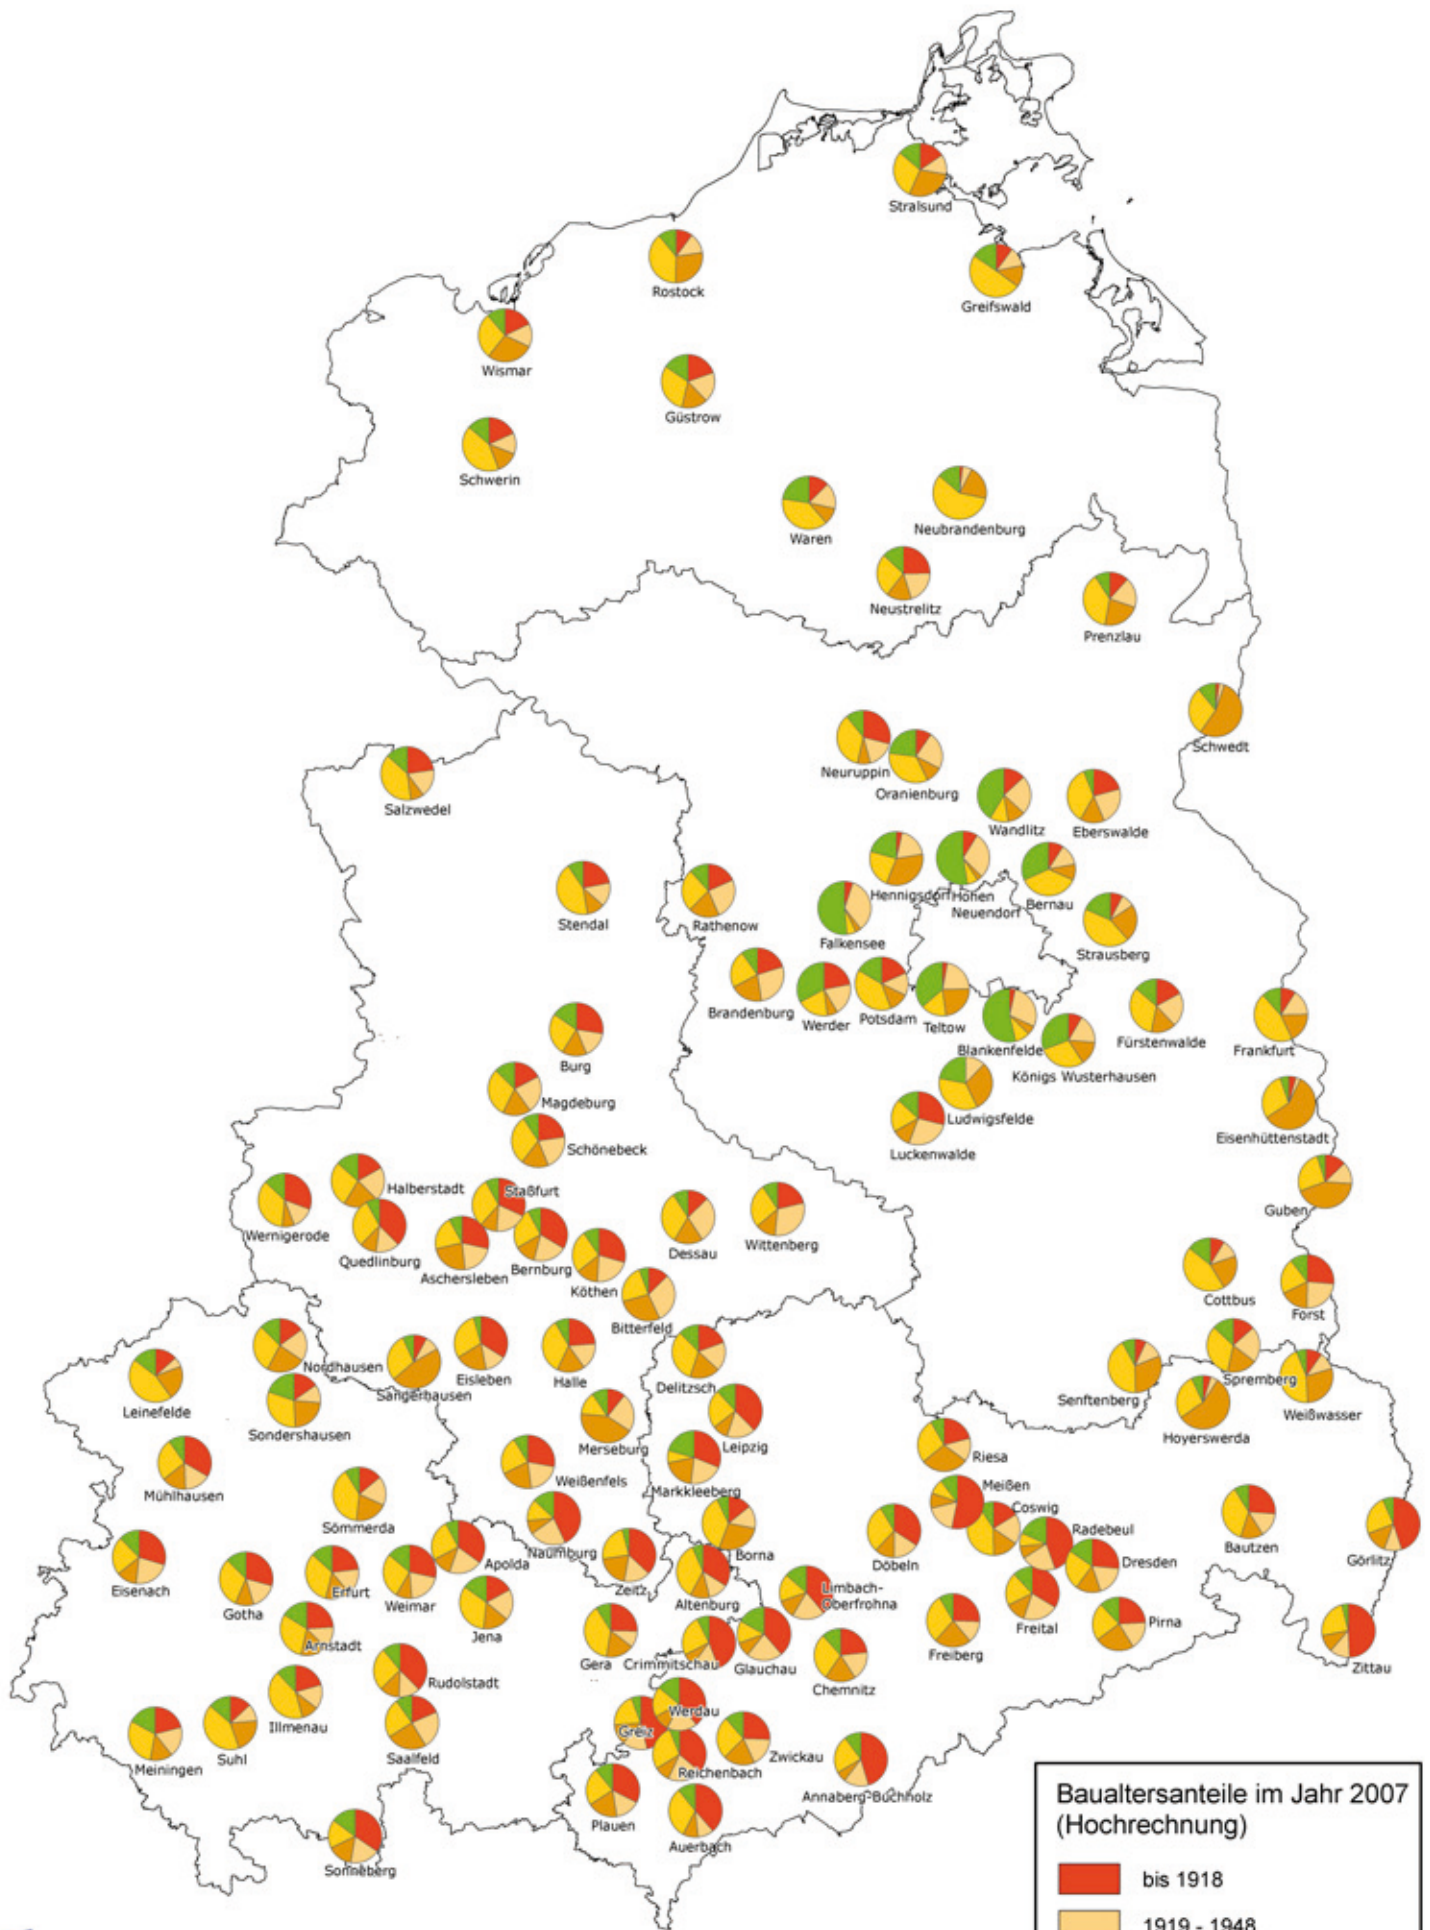 Stralsund
Rostock
Greifswald
Wismar
Güstrow
Schwerin
Waren
Neubrandenburg
Neustrelitz
Prenzlau
Schwedt
Neuruppin
Oranienburg
Salzwedel
Wandlitz
Eberswalde
Hennigsdorf
Hohen
Neuendorf
Bernau
Stendal
Rathenow
Falkensee
Strausberg
Brandenburg
Werder
Potsdam
Teltow
Blankenfelde
Königs Wusterhausen
Fürstenwalde
Frankfurt
Burg
Magdeburg
Schönebeck
Ludwigsfelde
Luckenwalde
Eisenhüttenstadt
Halberstadt
Staßfurt
Wernigerode
Quedlinburg
Aschersleben
Bernburg
Köthen
Dessau
Wittenberg
Guben
Bitterfeld
Cottbus
Forst
Nordhausen
Sangerhausen
Eisleben
Halle
Delitzsch
Leinefelde
Sondershausen
Merseburg
Leipzig
Senftenberg
Spremberg
Hoyerswerda
Weißwasser
Mühlhausen
Weißenfels
Markkleeberg
Riesa
Meißen
Coswig
Radebeul
Sömmerda
Naumburg
Borna
Döbeln
Dresden
Bautzen
Görlitz
Eisenach
Gotha
Erfurt
Weimar
Apolda
Zeitz
Altenburg
Limbach-
Oberfrohna
Freital
Pirna
Arnstadt
Jena
Gera
Crimmitschau
Glauchau
Chemnitz
Freiberg
Zittau
Rudolstadt
Illmenau
Suhl
Meiningen
Saalfeld
Greiz
Werdau
Reichenbach
Zwickau
Annaberg-Buchholz
Plauen
Auerbach
Sonneberg
Baualtersanteile im Jahr 2007
(Hochrechnung)
bis 1918
1919 - 1948